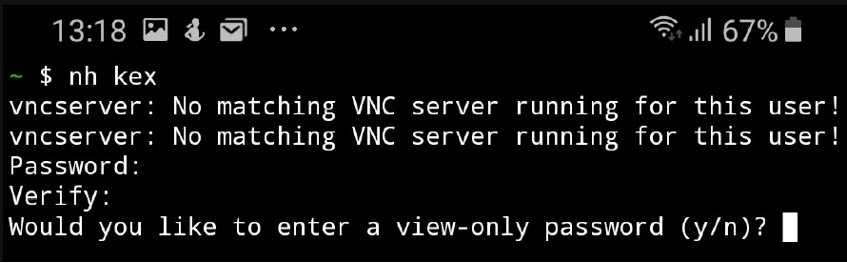 13:18 ... 67%
~ $ nh kex
vncserver: No matching VNC server running for this user!
vncserver: No matching VNC server running for this user!
Password:
Verify:
Would you like to enter a view-only password (y/n)?